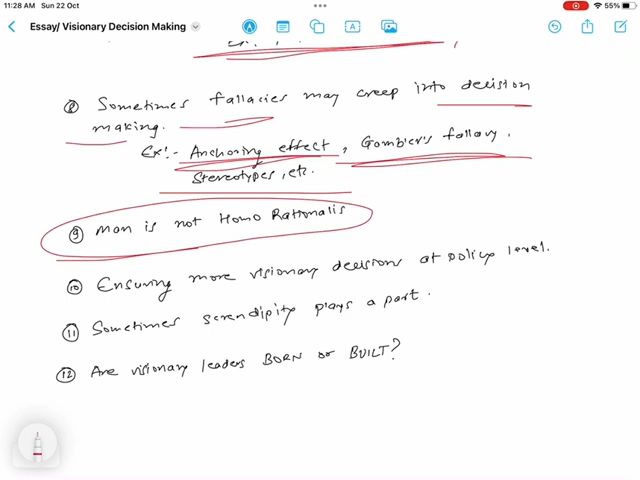 11:28 AM Sun 22 Oct
55%
Essay/ Visionary Decision Making
⑧ Sometimes fallacies may creep into decision
making.
Ex:- Anchoring effect, Gambler's fallacy.
Stereotypes, etc.
⑨ Man is not Homo Rationalis
⑩ Ensuring more visionary decisions at policy level.
⑪ Sometimes serendipity plays a part.
⑫ Are visionary leaders BORN or BUILT?